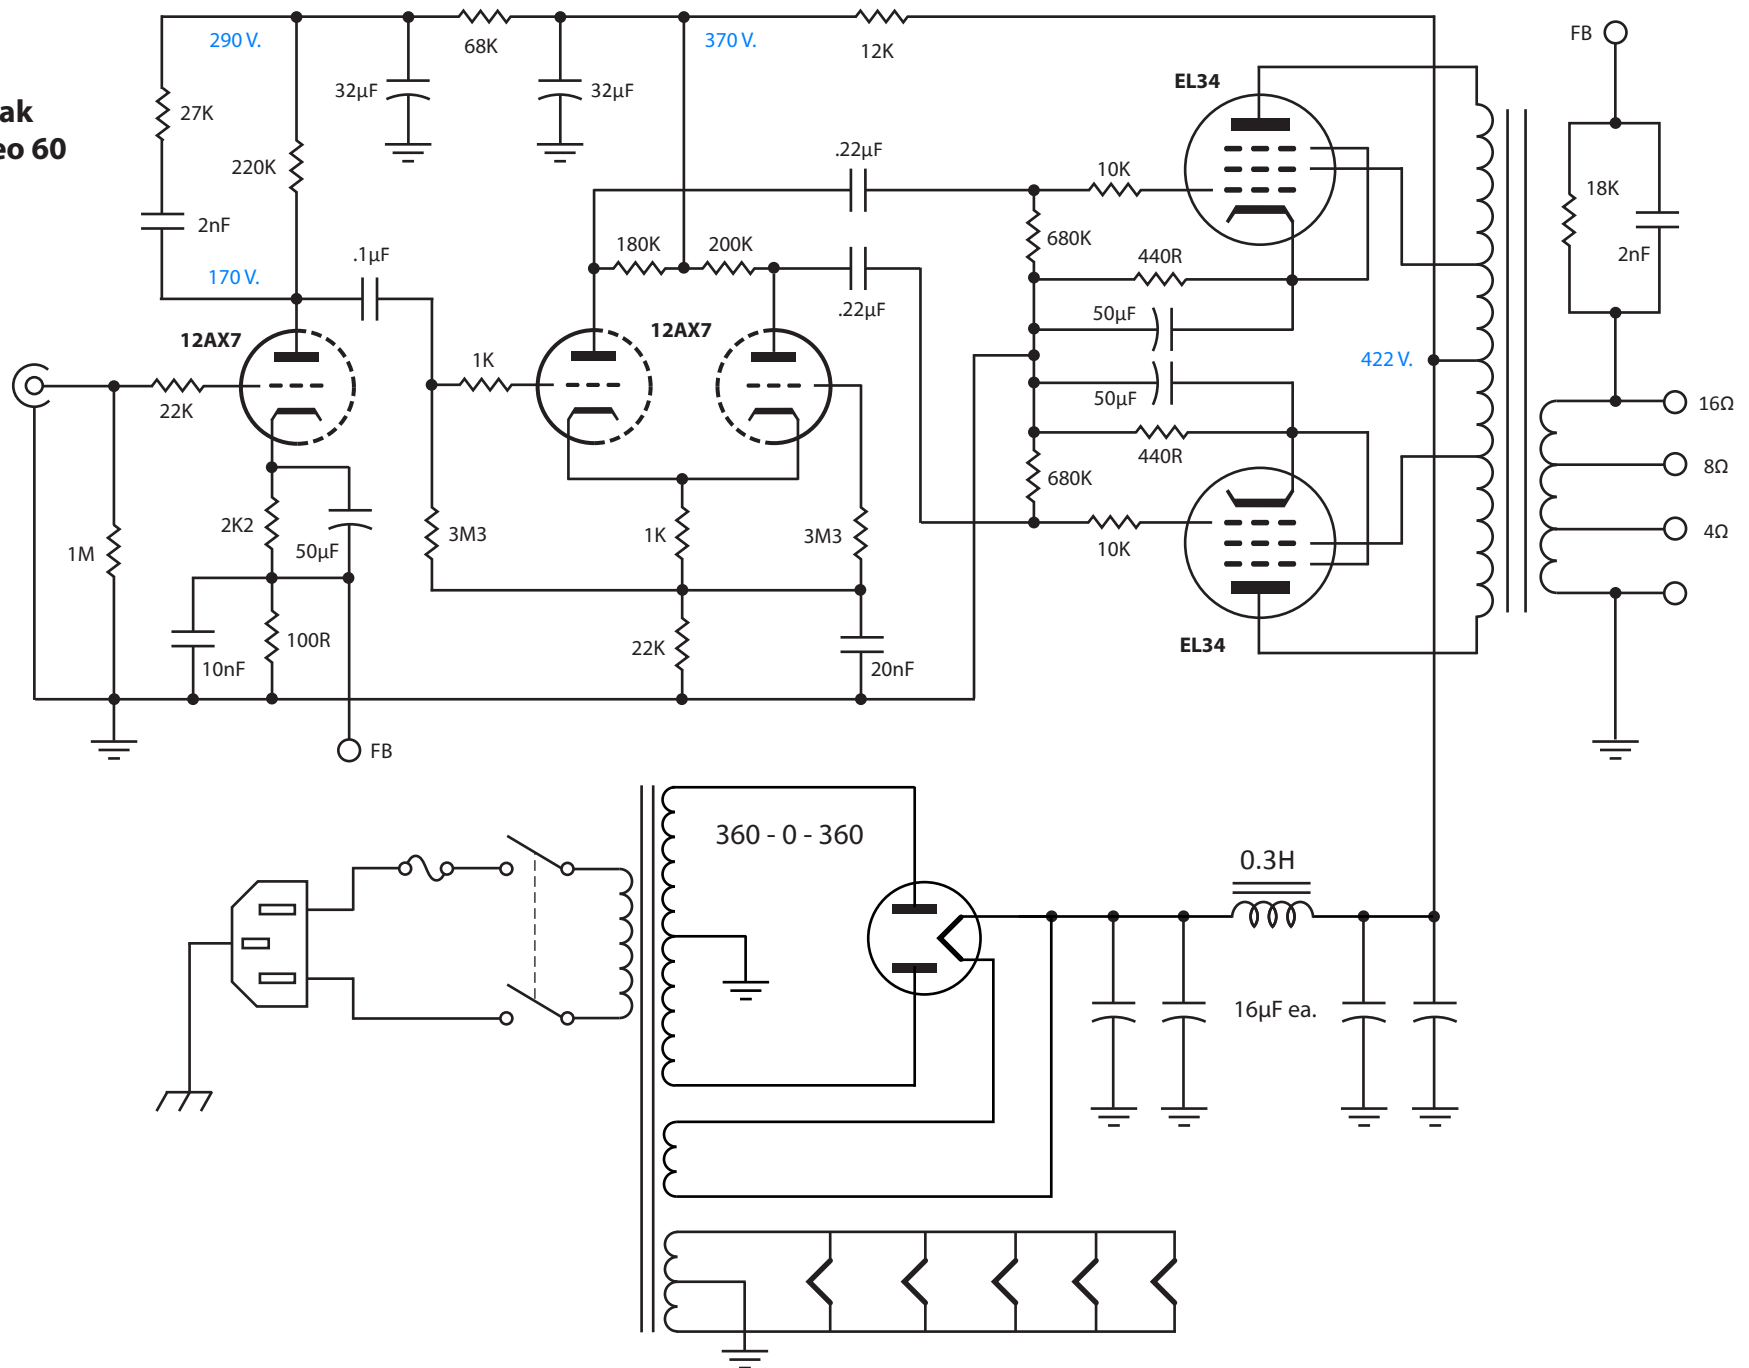 ak
eo 60
290 V.
68K
370 V.
12K
FB
EL34
27K
32µF
32µF
220K
.22µF
10K
18K
2nF
680K
180K
200K
440R
2nF
170 V.
.1µF
.22µF
50µF
12AX7
12AX7
1K
422 V.
22K
50µF
16Ω
440R
680K
8Ω
2K2
50µF
3M3
1K
3M3
10K
4Ω
1M
100R
10nF
22K
20nF
EL34
FB
360 - 0 - 360
0.3H
16µF ea.